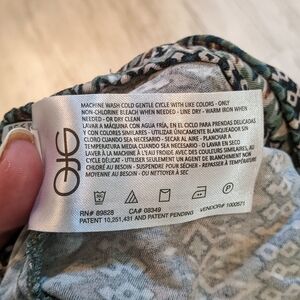 MACHINE WASH COLD GENTLE CYCLE WITH LIKE COLORS - ONLY
NON-CHLORINE BLEACH WHEN NEEDED - LINE DRY - WARM IRON WHEN
NEEDED - OR DRY CLEAN
LAVAR A MÁQUINA CON AGUA FRÍA, EN EL CICLO PARA PRENDAS DELICADAS
Y CON COLORES SIMILARES - UTILIZAR ÚNICAMENTE BLANQUEADOR SIN
CLORO CUANDO SEA NECESARIO - SECAR AL AIRE - PLANCHAR A
TEMPERATURA MEDIA CUANDO SEA NECESARIO - O LAVAR EN SECO
LAVER À LA MACHINE À L'EAU FROIDE AVEC DES COULEURS SIMILAIRES, AU
CYCLE DÉLICAT - UTILISER SEULEMENT UN AGENT DE BLANCHIMENT NON
CHLORÉ AU BESOIN - SUSPENDRE POUR SÉCHER - REPASSER À TEMPÉRATURE
MOYENNE AU BESOIN - OU NETTOYER À SEC
RN# 89828 CA# 08349 VENDOR# 1000571
PATENT 10,251,431 AND PATENT PENDING